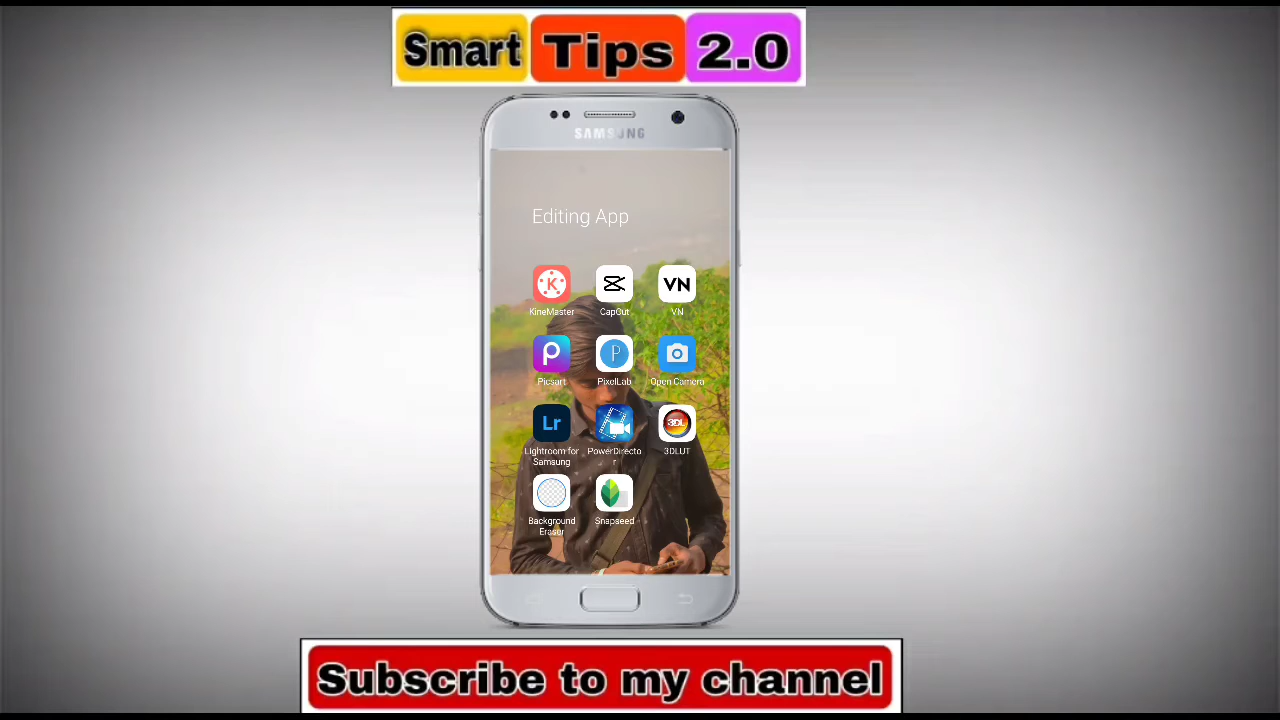 Smart Tips 2.0
SAMSUNG
Editing App
K
VN
KineMaster CapCut VN
P P
Picsart PixelLab Open Camera
Lr 3DL
Lightroom for PowerDirecto 3DLUT
Samsung r
Background Snapseed
Eraser
Subscribe to my channel